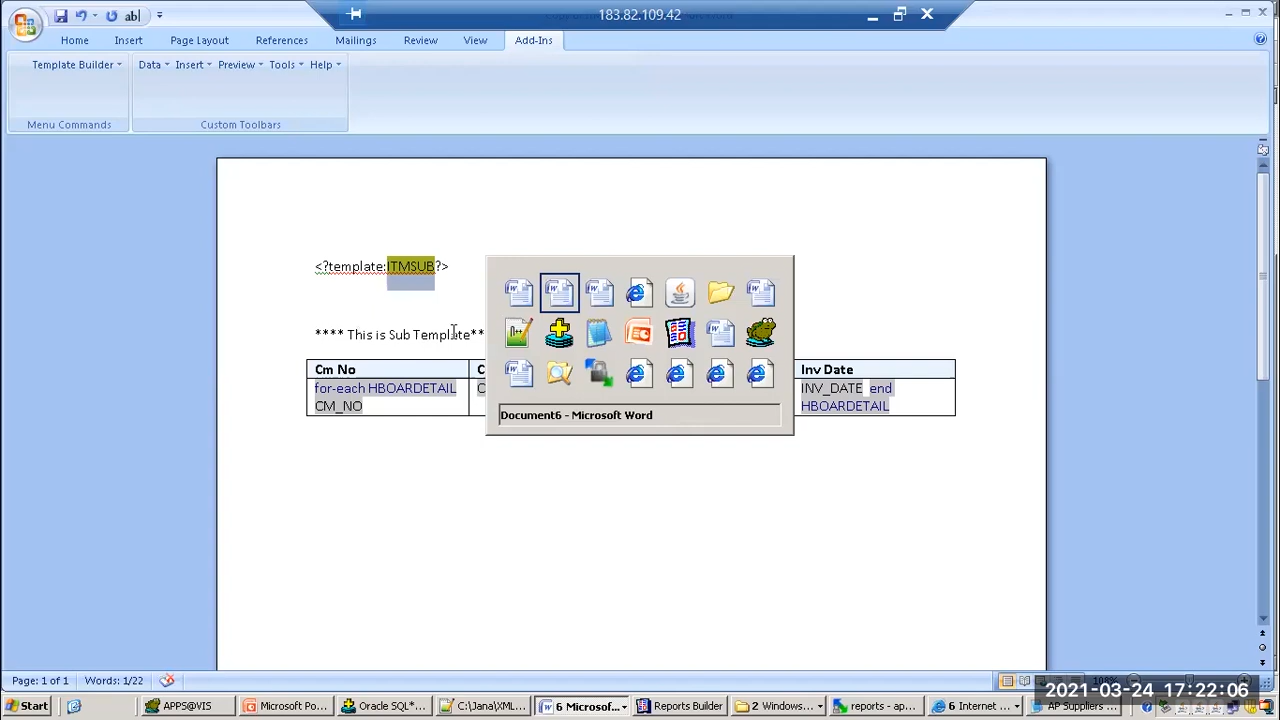 183.82.109.42
ab|
Home Insert Page Layout References Mailings Review View Add-Ins
Template Builder Data Insert Preview Tools Help
Menu Commands Custom Toolbars
<?template:ITMSUB?>
**** This is Sub Template**
Cm No C Inv Date
for-each HBOARDETAIL C INV_DATE end
CM_NO HBOARDETAIL
Document6 - Microsoft Word
Page: 1 of 1 Words: 1/22 108%
2021-03-24 17:22:06
Start APPS@VIS Microsoft Po... Oracle SQL*... C:\Java\XML... 6 Microsof... Reports Builder 2 Windows... reports - ap... 6 Internet ... AP Suppliers